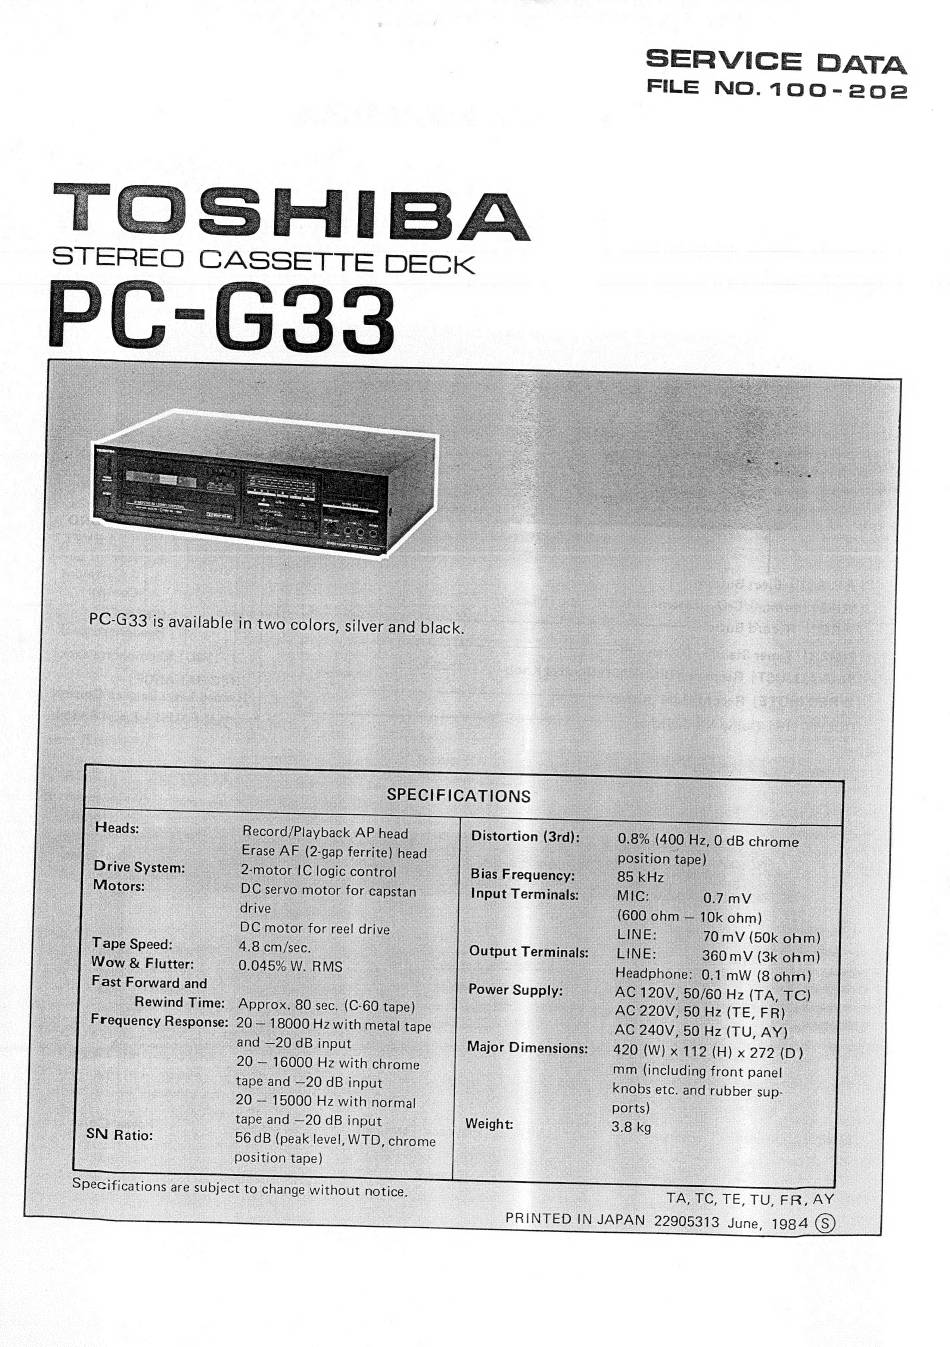 SERVICE DATA
FILE NO. 100-202
TOSHIBA
STEREO CASSETTE DECK
PC-G33
TOSHIBA
PC-G33 is available in two colors, silver and black.
SPECIFICATIONS
Heads: Record/Playback AP head
Erase AF (2-gap ferrite) head
Drive System: 2-motor IC logic control
Motors: DC servo motor for capstan
drive
DC motor for reel drive
Tape Speed: 4.8 cm/sec.
Wow & Flutter: 0.045% W. RMS
Fast Forward and
Rewind Time: Approx. 80 sec. (C-60 tape)
Frequency Response: 20 – 18000 Hz with metal tape
and –20 dB input
20 – 16000 Hz with chrome
tape and –20 dB input
20 – 15000 Hz with normal
tape and –20 dB input
SN Ratio: 56 dB (peak level, WTD, chrome
position tape)
Distortion (3rd): 0.8% (400 Hz, 0 dB chrome
position tape)
Bias Frequency: 85 kHz
Input Terminals: MIC: 0.7 mV
(600 ohm – 10k ohm)
LINE: 70 mV (50k ohm)
Output Terminals: LINE: 360 mV (3k ohm)
Headphone: 0.1 mW (8 ohm)
Power Supply: AC 120V, 50/60 Hz (TA, TC)
AC 220V, 50 Hz (TE, FR)
AC 240V, 50 Hz (TU, AY)
Major Dimensions: 420 (W) x 112 (H) x 272 (D)
mm (including front panel
knobs etc. and rubber sup-
ports)
Weight: 3.8 kg
Specifications are subject to change without notice.
TA, TC, TE, TU, FR, AY
PRINTED IN JAPAN 22905313 June, 1984 Ⓢ